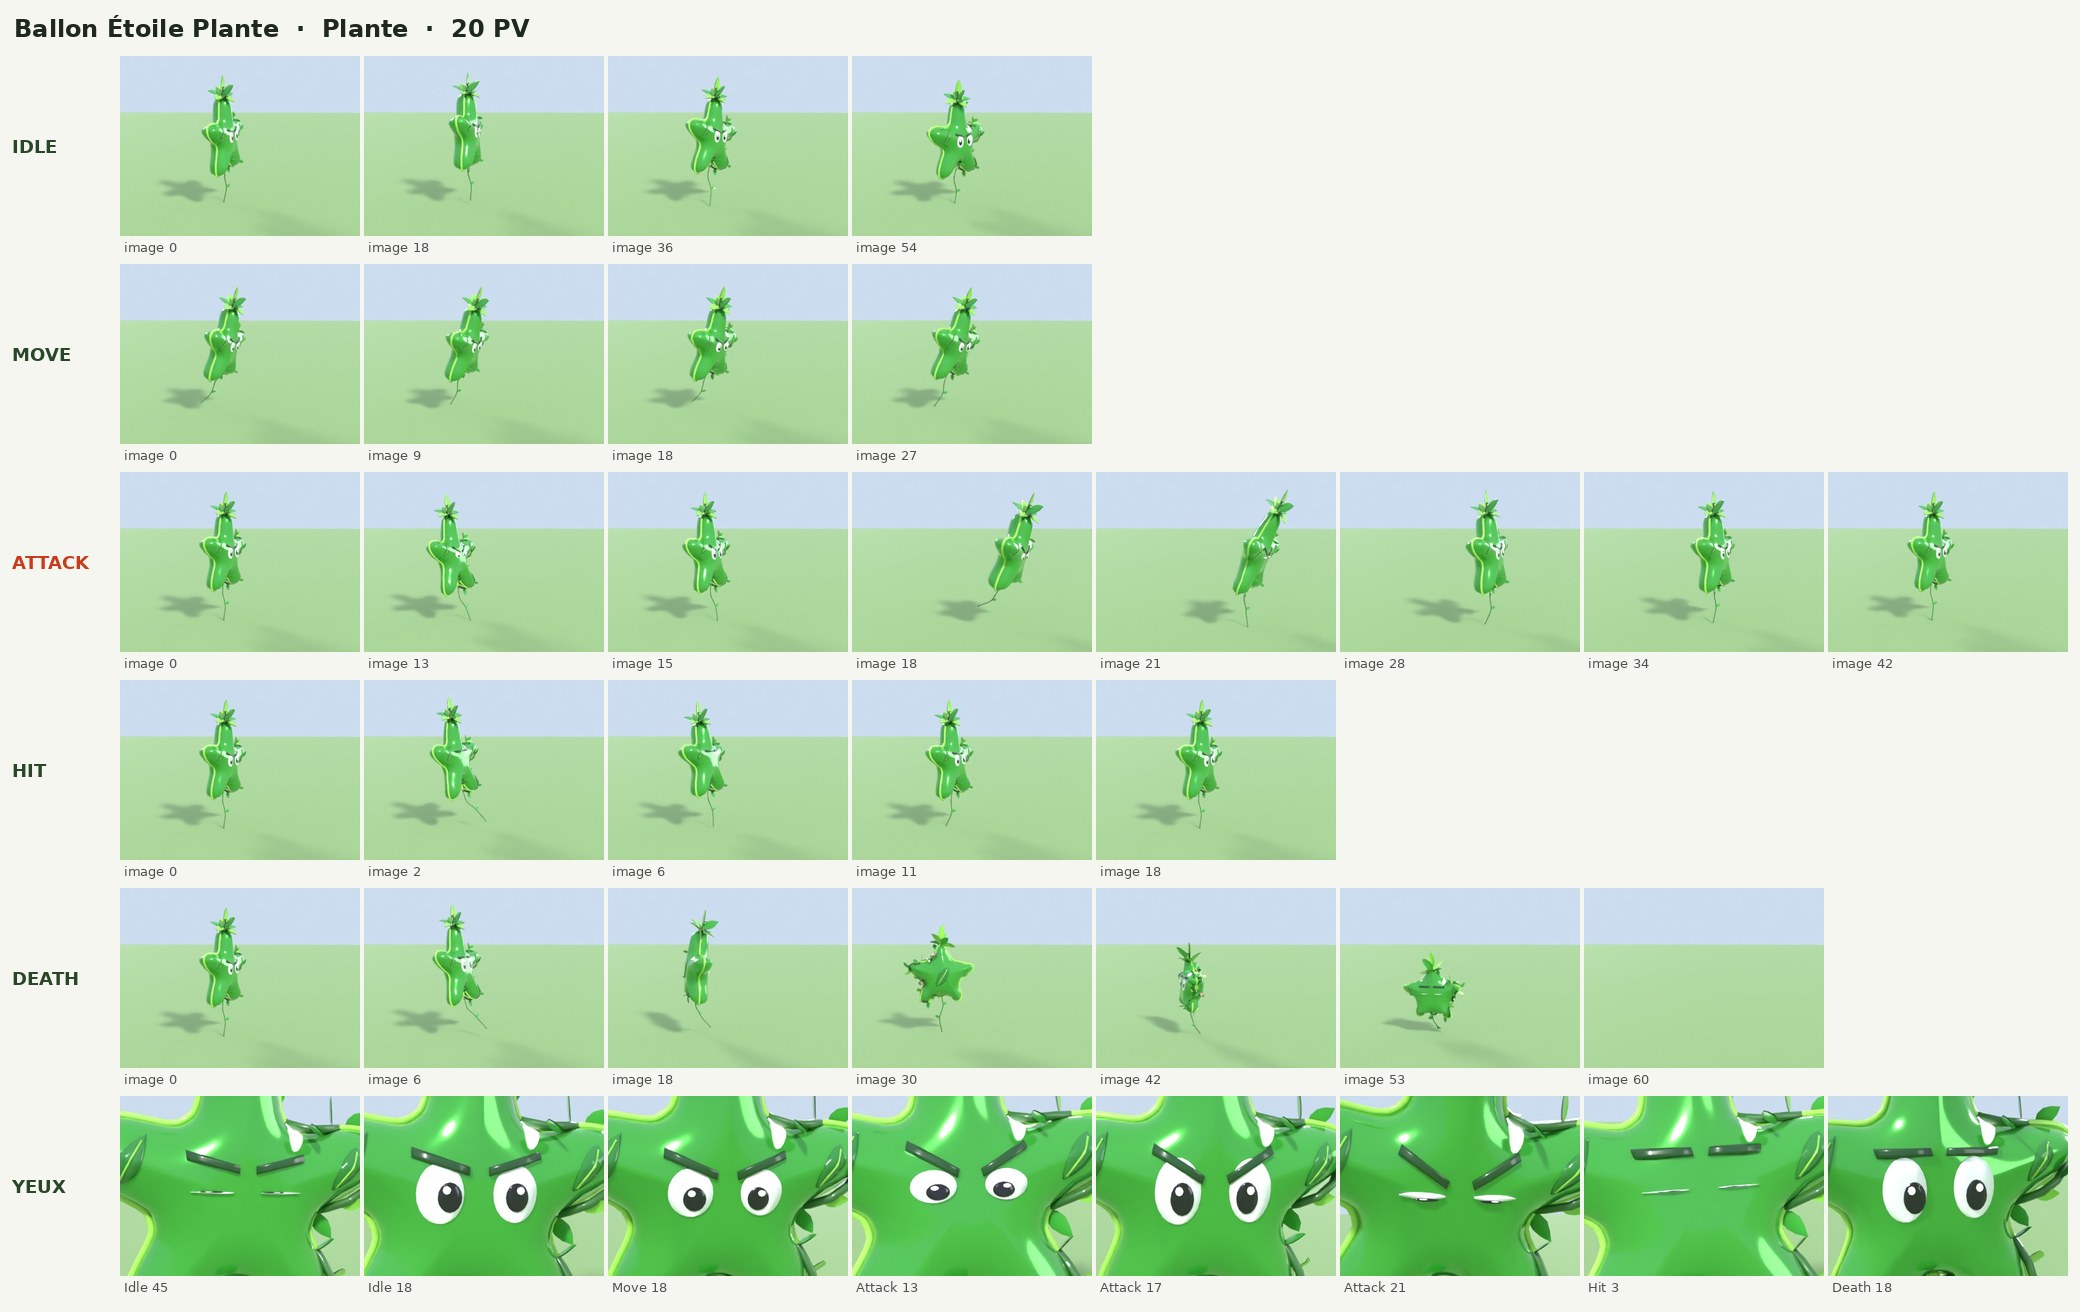 Ballon Étoile Plante · Plante · 20 PV
IDLE
image 0 image 18 image 36 image 54
MOVE
image 0 image 9 image 18 image 27
ATTACK
image 0 image 13 image 15 image 18 image 21 image 28 image 34 image 42
HIT
image 0 image 2 image 6 image 11 image 18
DEATH
image 0 image 6 image 18 image 30 image 42 image 53 image 60
YEUX
Idle 45 Idle 18 Move 18 Attack 13 Attack 17 Attack 21 Hit 3 Death 18